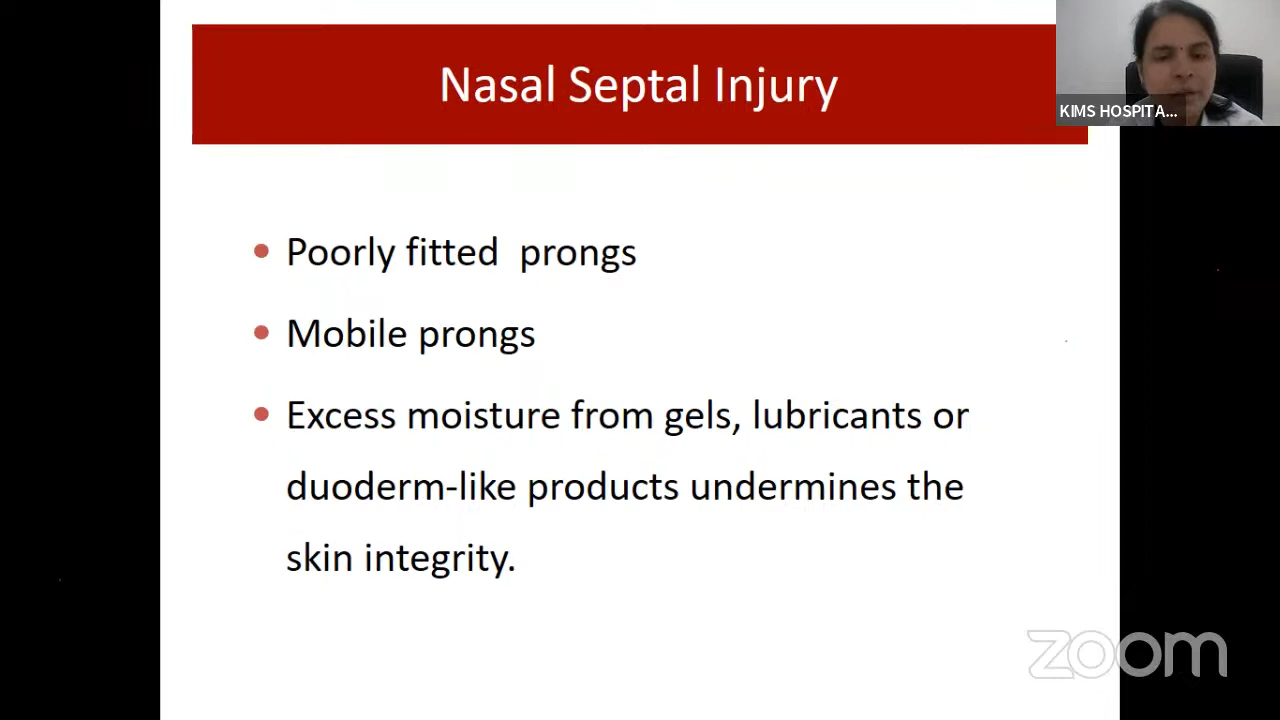 Nasal Septal Injury
KIMS HOSPITA...
• Poorly fitted prongs
• Mobile prongs
• Excess moisture from gels, lubricants or
duoderm-like products undermines the
skin integrity.
zoom